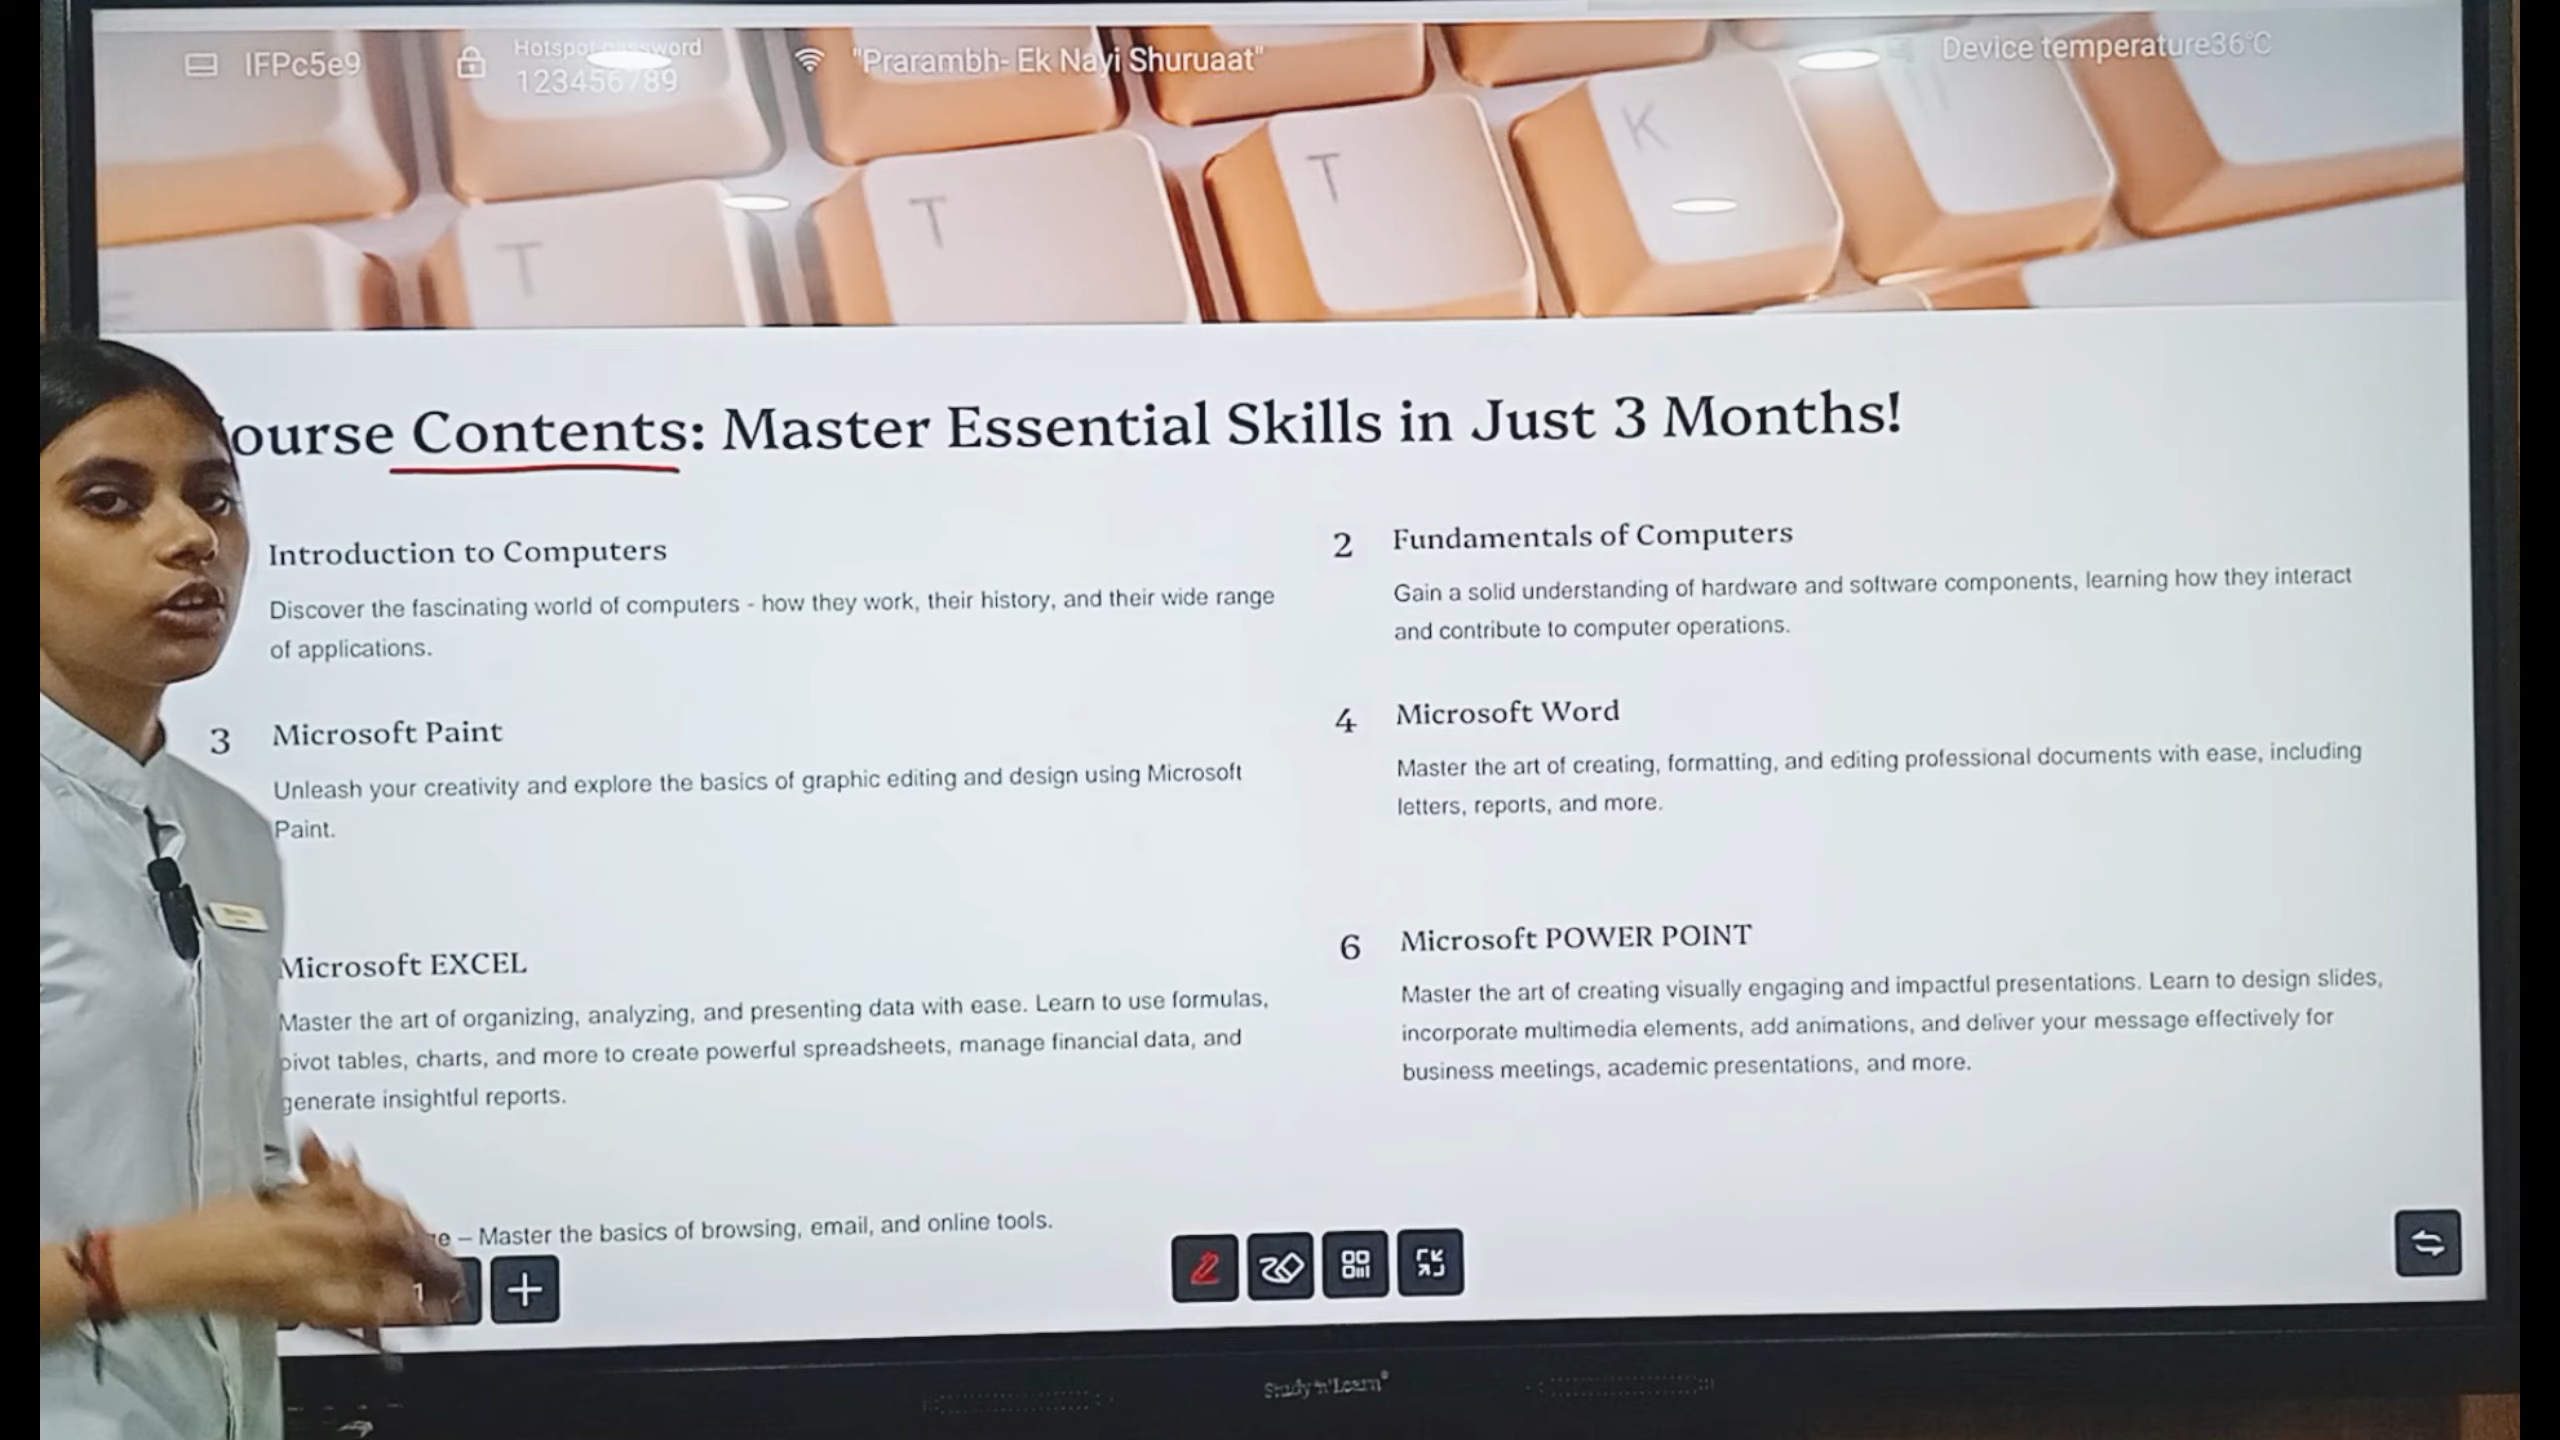 IFPc5e9
Hotspot password
123456789
"Prarambh- Ek Nayi Shuruaat"
Device temperature36°C
T
T
T
K
ourse Contents: Master Essential Skills in Just 3 Months!
Introduction to Computers
Discover the fascinating world of computers - how they work, their history, and their wide range
of applications.
2
Fundamentals of Computers
Gain a solid understanding of hardware and software components, learning how they interact
and contribute to computer operations.
3
Microsoft Paint
Unleash your creativity and explore the basics of graphic editing and design using Microsoft
Paint.
4
Microsoft Word
Master the art of creating, formatting, and editing professional documents with ease, including
letters, reports, and more.
Microsoft EXCEL
Master the art of organizing, analyzing, and presenting data with ease. Learn to use formulas,
pivot tables, charts, and more to create powerful spreadsheets, manage financial data, and
generate insightful reports.
6
Microsoft POWER POINT
Master the art of creating visually engaging and impactful presentations. Learn to design slides,
incorporate multimedia elements, add animations, and deliver your message effectively for
business meetings, academic presentations, and more.
e – Master the basics of browsing, email, and online tools.
Study'n'Learn®